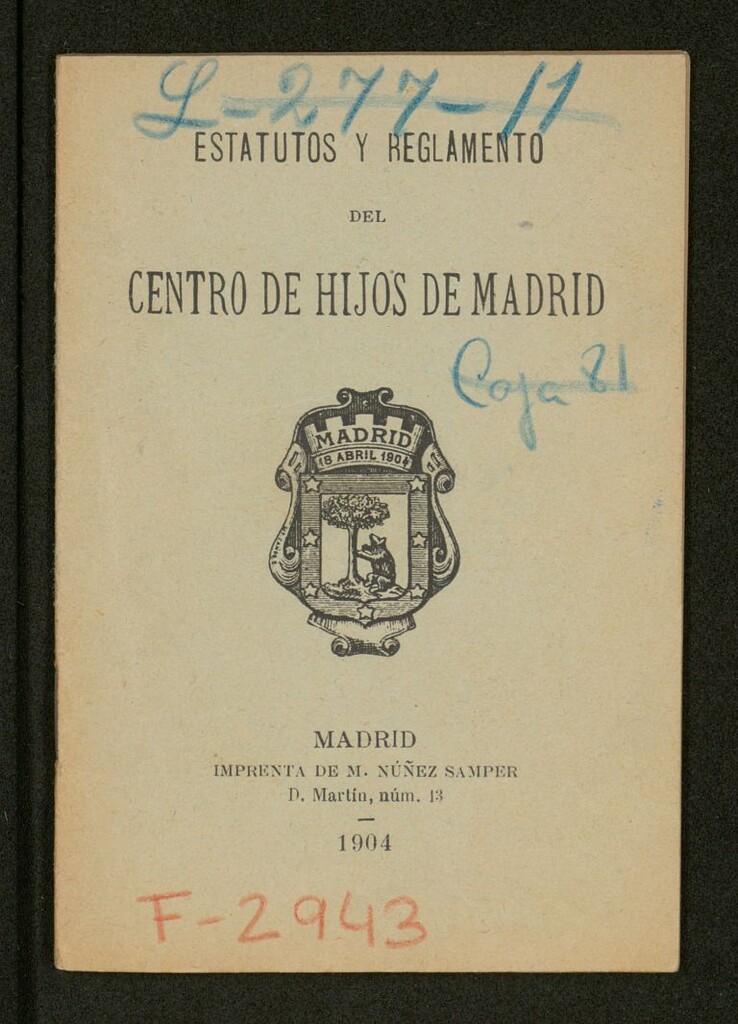 L-277-11
ESTATUTOS Y REGLAMENTO
DEL
CENTRO DE HIJOS DE MADRID
Caja 81
MADRID
18 ABRIL 1904
MADRID
IMPRENTA DE M. NÚÑEZ SAMPER
D. Martín, núm. 13
1904
F-2943